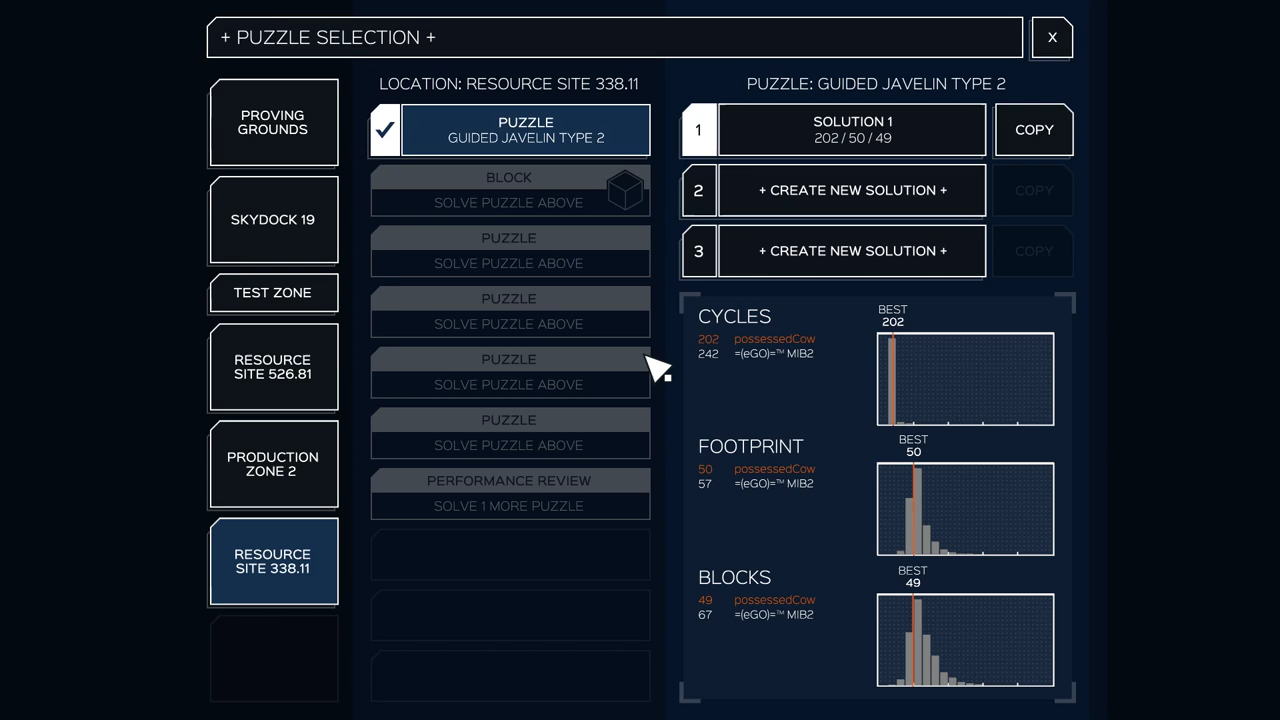 + PUZZLE SELECTION +
X
PROVING
GROUNDS
SKYDOCK 19
TEST ZONE
RESOURCE
SITE 526.81
PRODUCTION
ZONE 2
RESOURCE
SITE 338.11
LOCATION: RESOURCE SITE 338.11
PUZZLE
GUIDED JAVELIN TYPE 2
BLOCK
SOLVE PUZZLE ABOVE
PUZZLE
SOLVE PUZZLE ABOVE
PUZZLE
SOLVE PUZZLE ABOVE
PUZZLE
SOLVE PUZZLE ABOVE
PUZZLE
SOLVE PUZZLE ABOVE
PERFORMANCE REVIEW
SOLVE 1 MORE PUZZLE
PUZZLE: GUIDED JAVELIN TYPE 2
1
SOLUTION 1
202 / 50 / 49
COPY
2
+ CREATE NEW SOLUTION +
COPY
3
+ CREATE NEW SOLUTION +
COPY
CYCLES
202 possessedCow
242 =(eGO)=™ MIB2
BEST
202
FOOTPRINT
50 possessedCow
57 =(eGO)=™ MIB2
BEST
50
BLOCKS
49 possessedCow
67 =(eGO)=™ MIB2
BEST
49